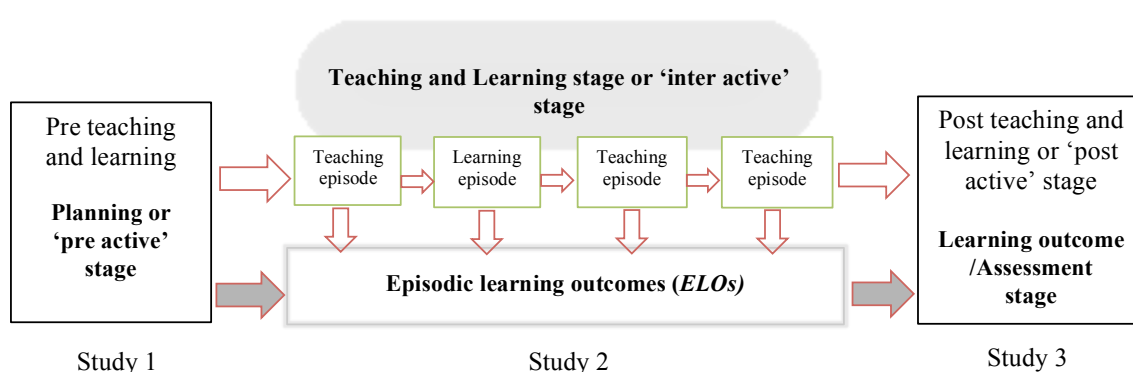 Teaching and Learning stage or ‘inter active’
stage
Pre teaching
and learning
Planning or
‘pre active’
stage
Teaching
episode
Learning
episode
Teaching
episode
Teaching
episode
Episodic learning outcomes (ELOs)
Post teaching and
learning or ‘post
active’ stage
Learning outcome
/Assessment
stage
Study 1
Study 2
Study 3